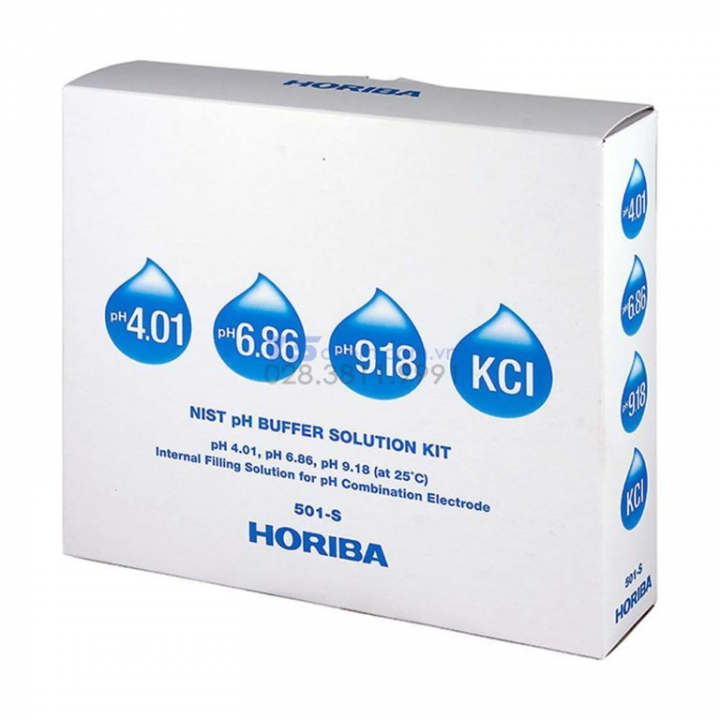 HORIBA
pH4.01
pH6.86
pH9.18
KCl
NIST pH BUFFER SOLUTION KIT
pH 4.01, pH 6.86, pH 9.18 (at 25°C)
Internal Filling Solution for pH Combination Electrode
501-S
HORIBA
pH4.01
pH6.86
pH9.18
KCl
501-S
HORIBA